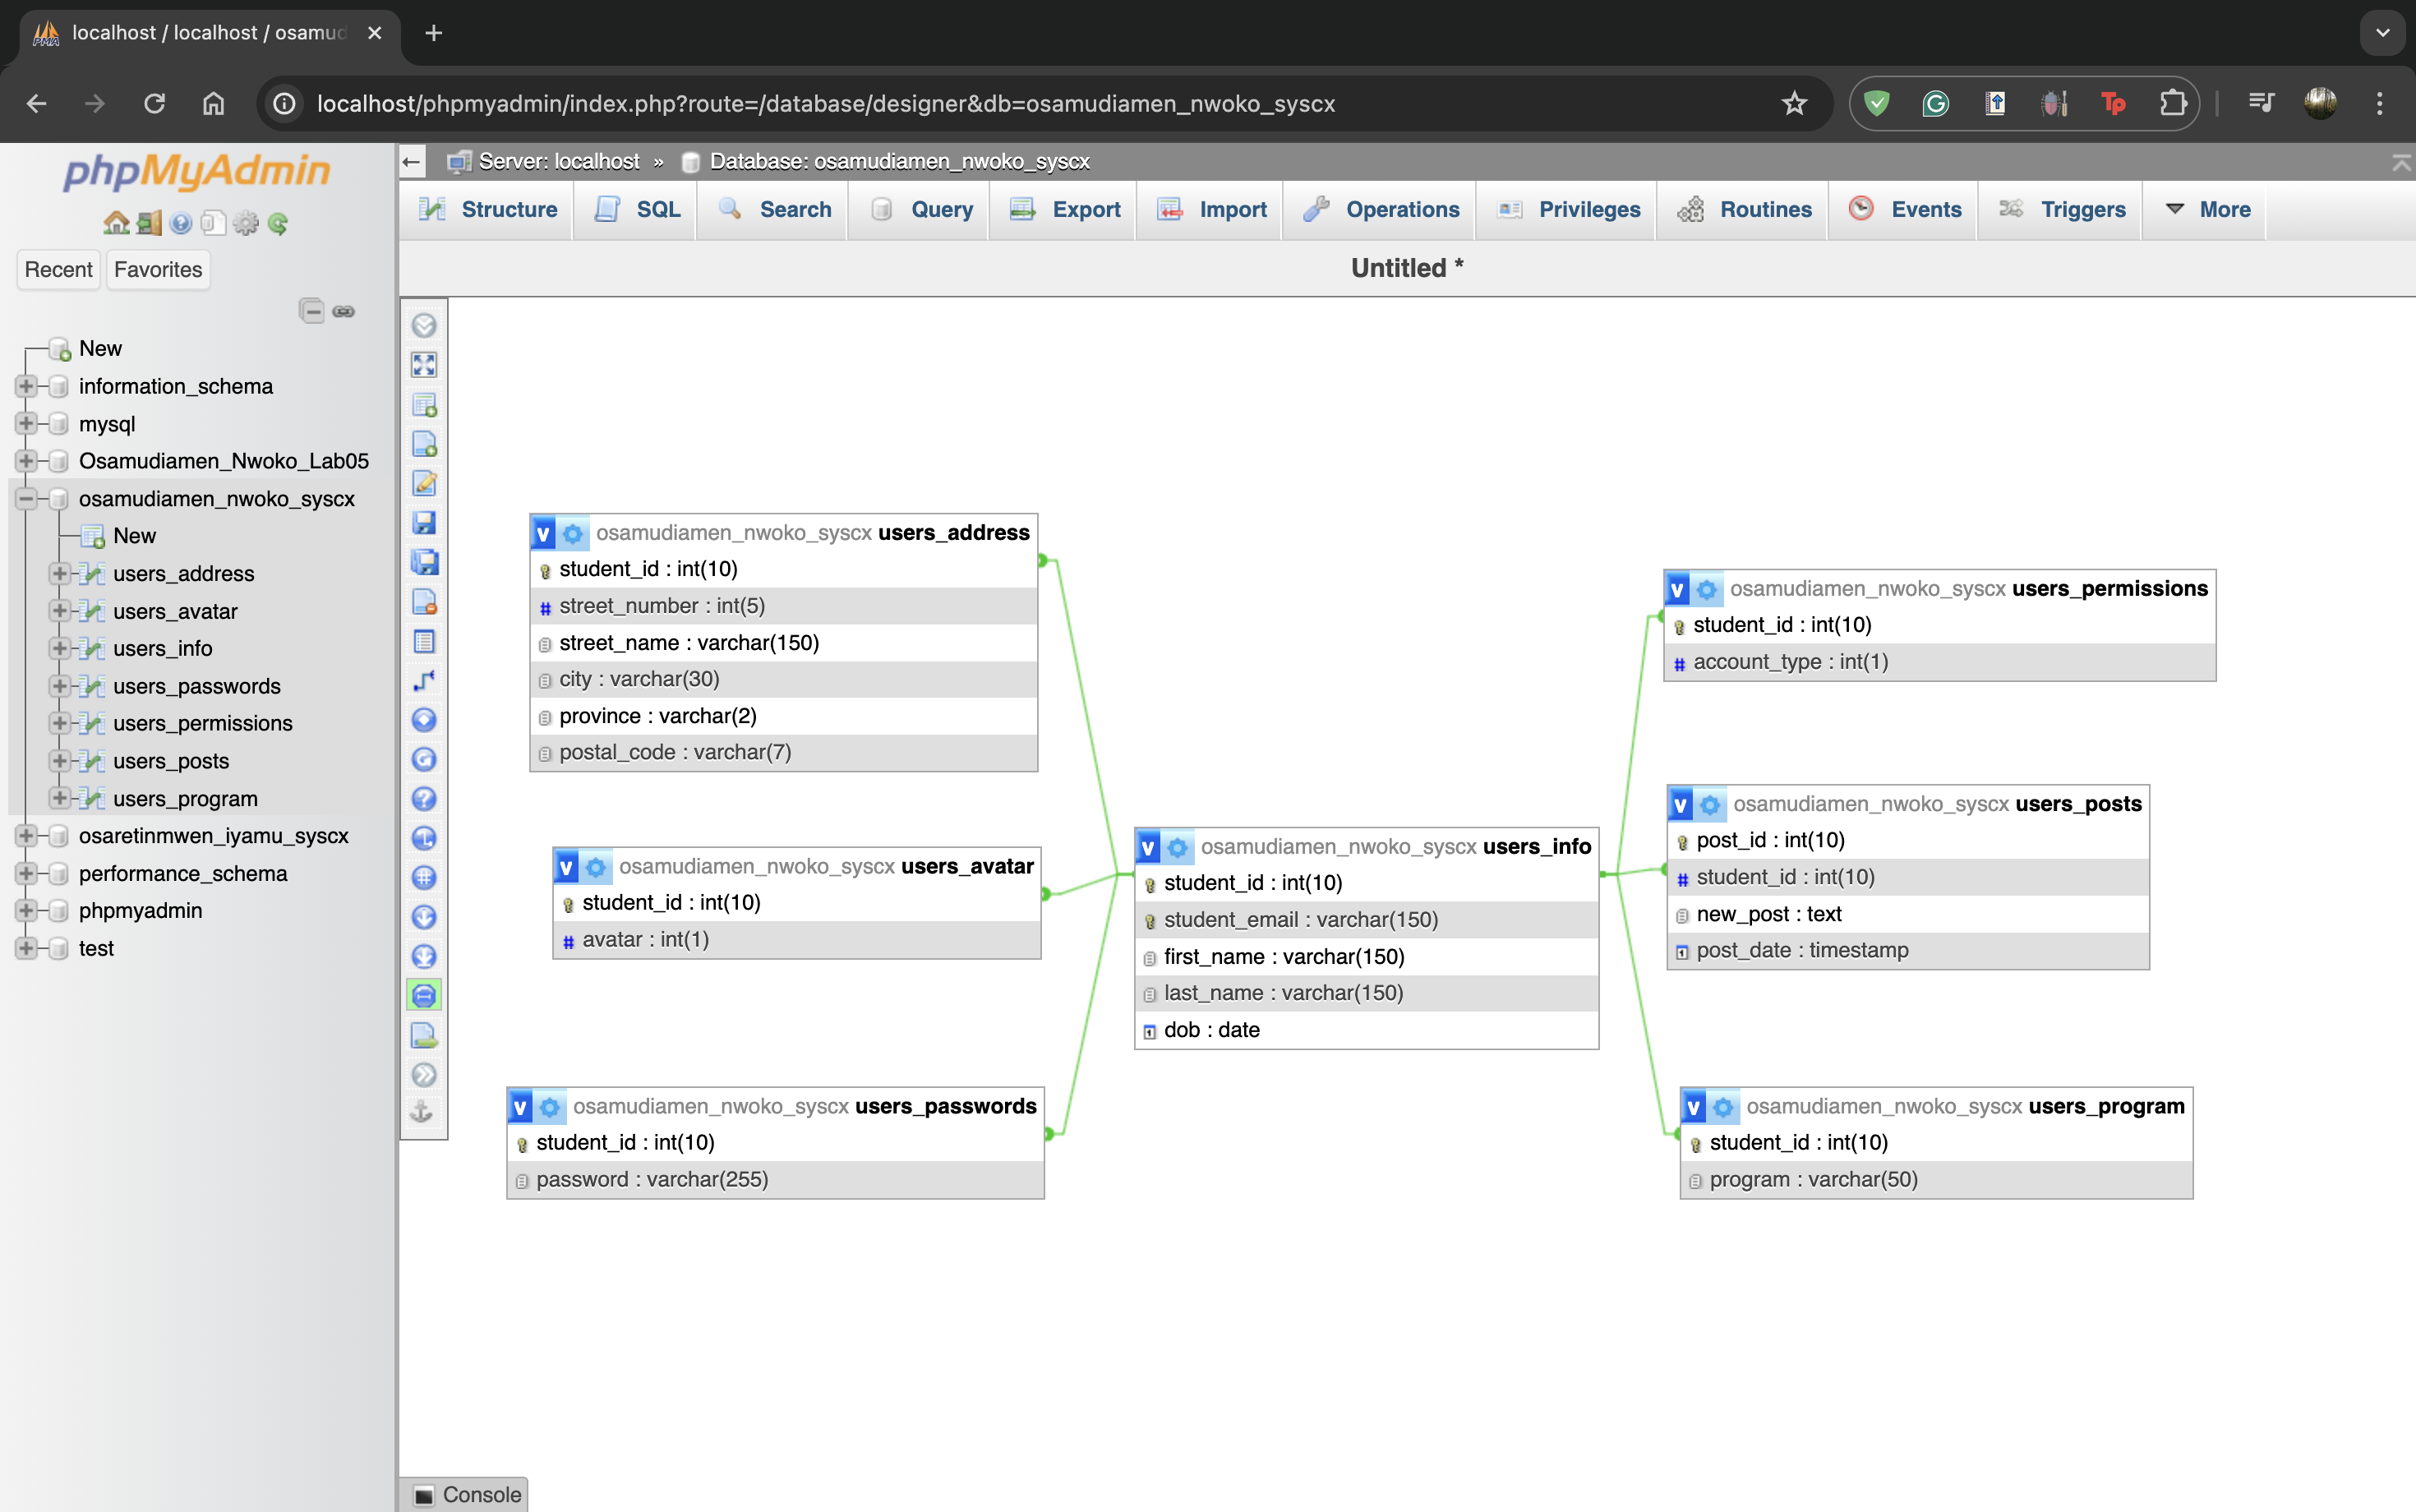 localhost / localhost / osamud
localhost/phpmyadmin/index.php?route=/database/designer&db=osamudiamen_nwoko_syscx
phpMyAdmin
Recent
Favorites
New
information_schema
mysql
Osamudiamen_Nwoko_Lab05
osamudiamen_nwoko_syscx
New
users_address
users_avatar
users_info
users_passwords
users_permissions
users_posts
users_program
osaretinmwen_iyamu_syscx
performance_schema
phpmyadmin
test
Server: localhost » Database: osamudiamen_nwoko_syscx
Structure
SQL
Search
Query
Export
Import
Operations
Privileges
Routines
Events
Triggers
More
Untitled *
v osamudiamen_nwoko_syscx users_address
student_id : int(10)
# street_number : int(5)
street_name : varchar(150)
city : varchar(30)
province : varchar(2)
postal_code : varchar(7)
v osamudiamen_nwoko_syscx users_avatar
student_id : int(10)
# avatar : int(1)
v osamudiamen_nwoko_syscx users_passwords
student_id : int(10)
password : varchar(255)
v osamudiamen_nwoko_syscx users_info
student_id : int(10)
student_email : varchar(150)
first_name : varchar(150)
last_name : varchar(150)
dob : date
v osamudiamen_nwoko_syscx users_permissions
student_id : int(10)
# account_type : int(1)
v osamudiamen_nwoko_syscx users_posts
post_id : int(10)
# student_id : int(10)
new_post : text
post_date : timestamp
v osamudiamen_nwoko_syscx users_program
student_id : int(10)
program : varchar(50)
Console